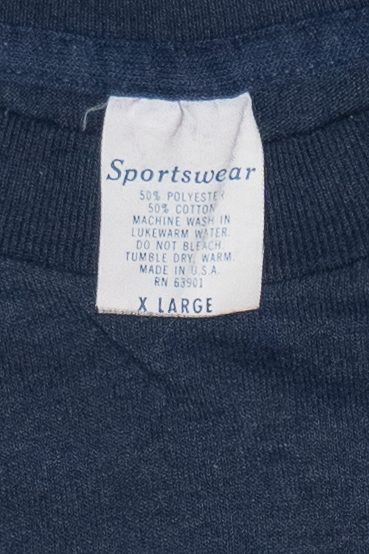 Sportswear
50% POLYESTER
50% COTTON
MACHINE WASH IN
LUKEWARM WATER.
DO NOT BLEACH.
TUMBLE DRY, WARM.
MADE IN U.S.A.
RN 63901
X LARGE